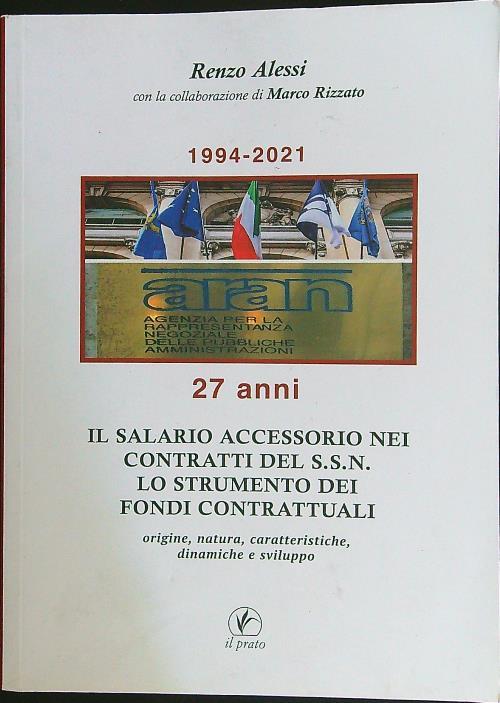 Renzo Alessi
con la collaborazione di Marco Rizzato
1994-2021
aran
AGENZIA PER LA
RAPPRESENTANZA
NEGOZIALE
DELLE PUBBLICHE
AMMINISTRAZIONI
27 anni
IL SALARIO ACCESSORIO NEI
CONTRATTI DEL S.S.N.
LO STRUMENTO DEI
FONDI CONTRATTUALI
origine, natura, caratteristiche,
dinamiche e sviluppo
il prato